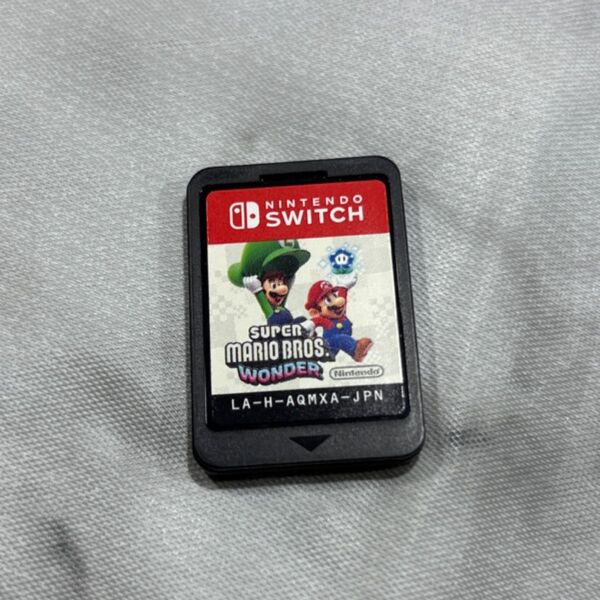 NINTENDO
SWITCH
SUPER
MARIO BROS.
WONDER
Nintendo
LA-H-AQMXA-JPN